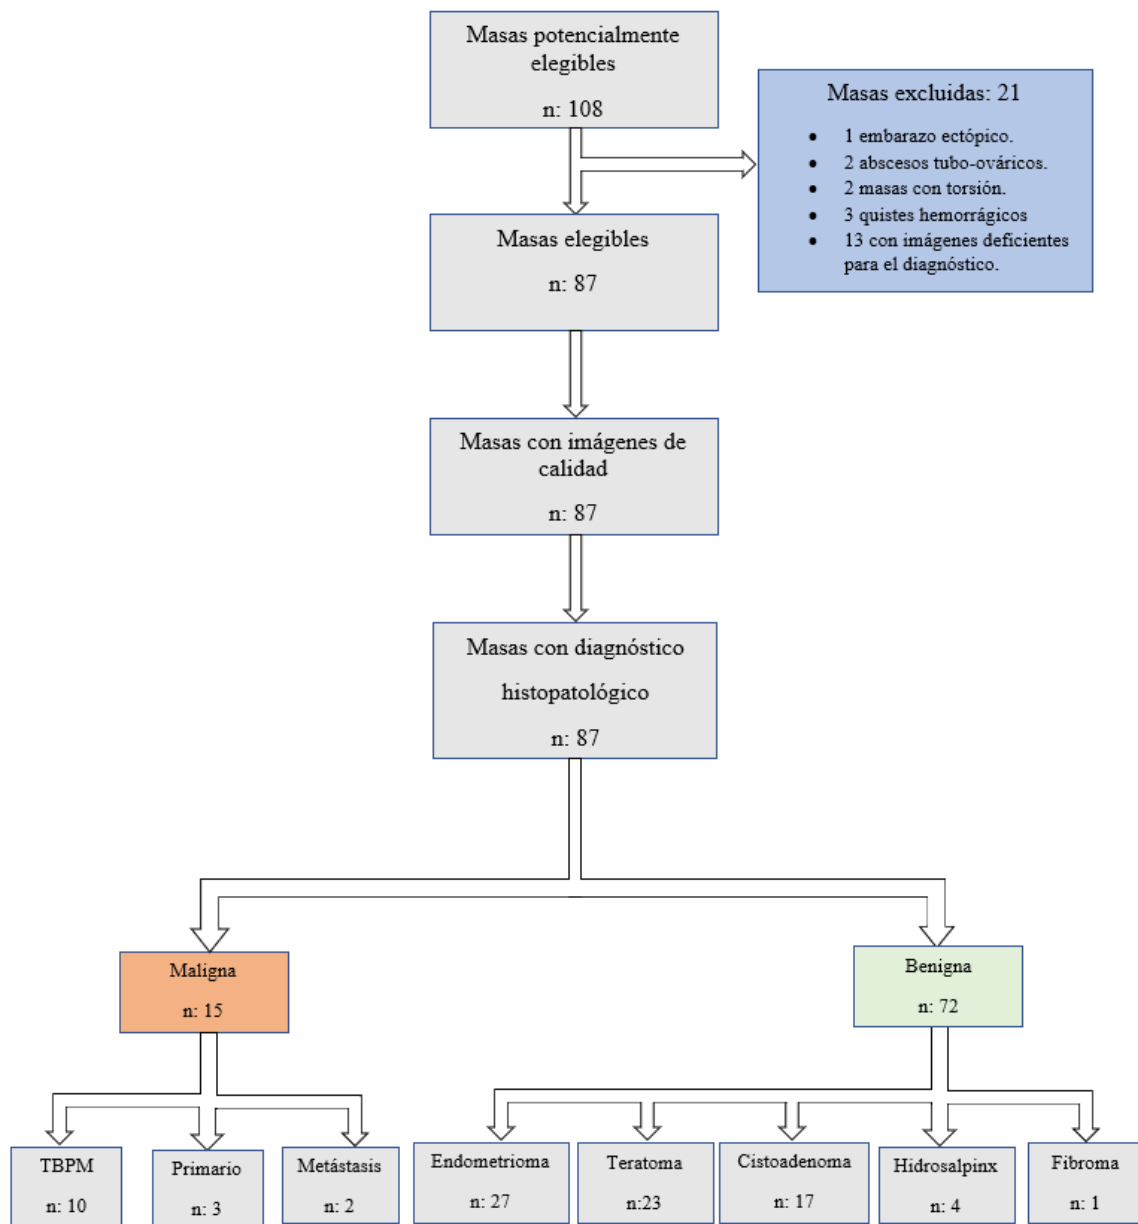 Masas potencialmente
elegibles
n: 108
Masas excluidas: 21
• 1 embarazo ectópico.
• 2 abscesos tubo-ováricos.
• 2 masas con torsión.
• 3 quistes hemorrágicos
• 13 con imágenes deficientes
para el diagnóstico.
Masas elegibles
n: 87
Masas con imágenes de
calidad
n: 87
Masas con diagnóstico
histopatológico
n: 87
Maligna
n: 15
Benigna
n: 72
TBPM
n: 10
Primario
n: 3
Metástasis
n: 2
Endometrioma
n: 27
Teratoma
n:23
Cistoadenoma
n: 17
Hidrosalpinx
n: 4
Fibroma
n: 1